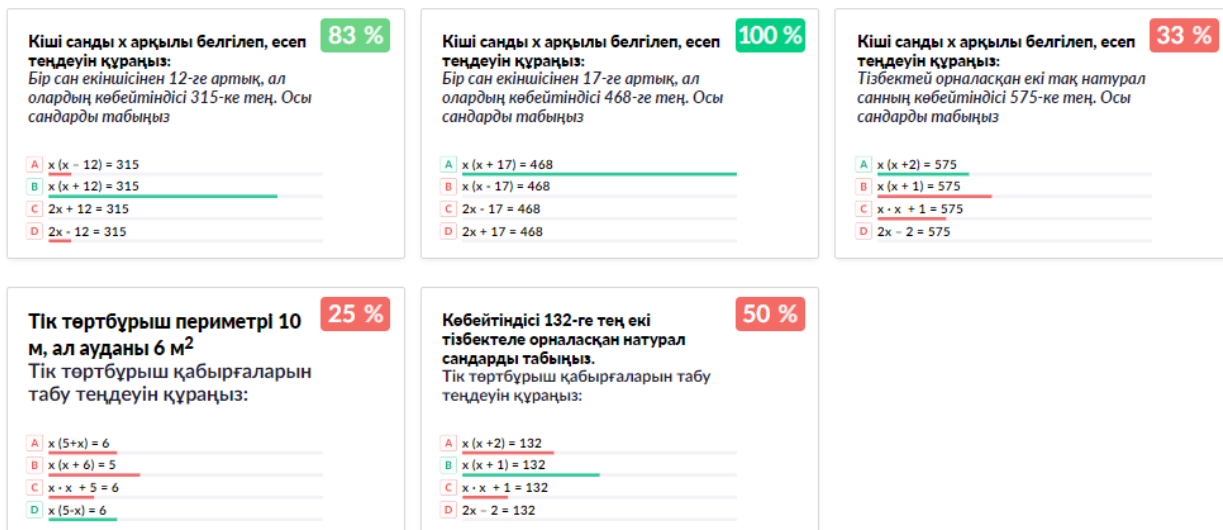 83 %
Кіші санды x арқылы белгілеп, есеп
теңдеуін құраңыз:
Бір сан екіншісінен 12-ге артық, ал
олардың көбейтіндісі 315-ке тең. Осы
сандарды табыңыз
A x (x – 12) = 315
B x (x + 12) = 315
C 2x + 12 = 315
D 2x - 12 = 315
100 %
Кіші санды x арқылы белгілеп, есеп
теңдеуін құраңыз:
Бір сан екіншісінен 17-ге артық, ал
олардың көбейтіндісі 468-ге тең. Осы
сандарды табыңыз
A x (x + 17) = 468
B x (x - 17) = 468
C 2x - 17 = 468
D 2x + 17 = 468
33 %
Кіші санды x арқылы белгілеп, есеп
теңдеуін құраңыз:
Тізбектей орналасқан екі тақ натурал
санның көбейтіндісі 575-ке тең. Осы
сандарды табыңыз
A x (x +2) = 575
B x (x + 1) = 575
C x · x + 1 = 575
D 2x – 2 = 575
25 %
Тік төртбұрыш периметрі 10
м, ал ауданы 6 м²
Тік төртбұрыш қабырғаларын
табу теңдеуін құраңыз:
A x (5+x) = 6
B x (x + 6) = 5
C x · x + 5 = 6
D x (5-x) = 6
50 %
Көбейтіндісі 132-ге тең екі
тізбектеле орналасқан натурал
сандарды табыңыз.
Тік төртбұрыш қабырғаларын табу
теңдеуін құраңыз:
A x (x +2) = 132
B x (x + 1) = 132
C x · x + 1 = 132
D 2x – 2 = 132